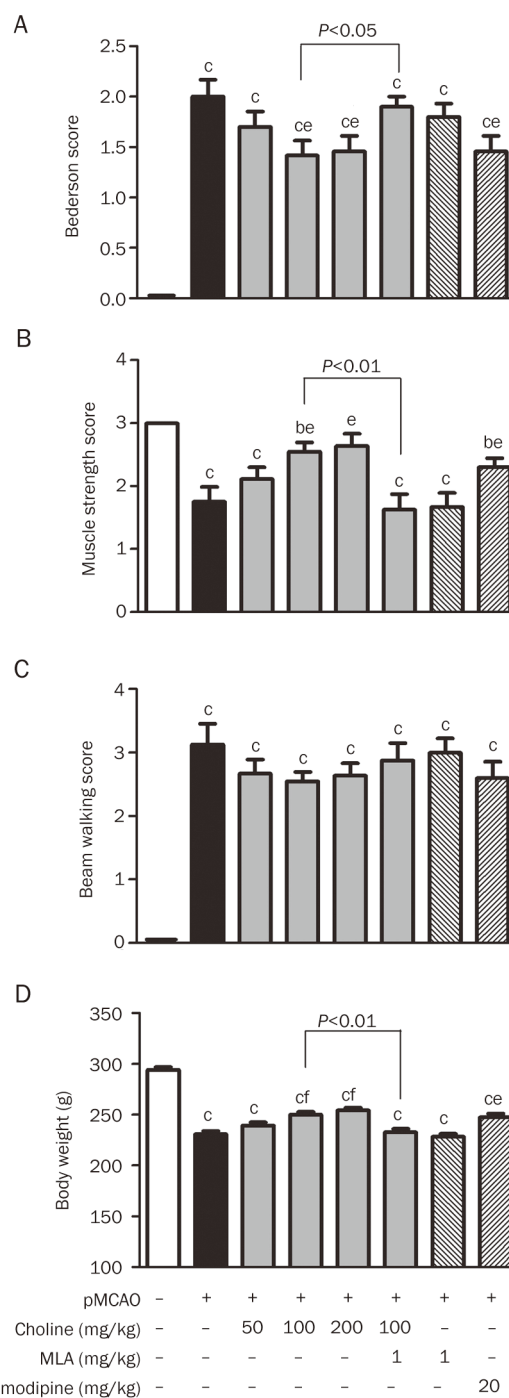 A
P<0.05
2.5
2.0
1.5
1.0
0.5
0.0
Bederson score
c c ce ce c c ce
B
P<0.01
4
3
2
1
0
Muscle strength score
c c be e c c be
C
4
3
2
1
0
Beam walking score
c c c c c c c
D
P<0.01
350
300
250
200
150
100
Body weight (g)
c c cf cf c c ce
pMCAO – + + + + + + +
Choline (mg/kg) – – 50 100 200 100 – –
MLA (mg/kg) – – – – – 1 1 –
modipine (mg/kg) – – – – – – – 20